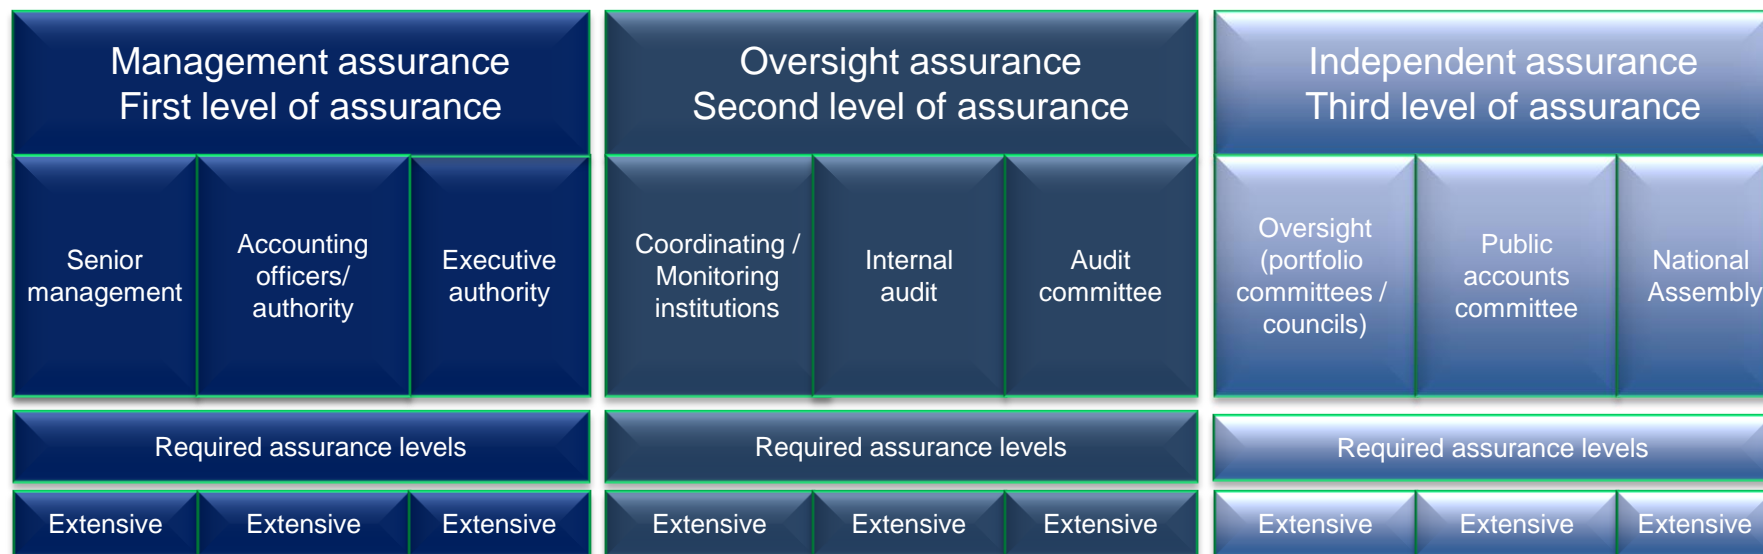 Management assurance
First level of assurance
Oversight assurance
Second level of assurance
Independent assurance
Third level of assurance
Senior
management
Accounting
officers/
authority
Executive
authority
Coordinating /
Monitoring
institutions
Internal
audit
Audit
committee
Oversight
(portfolio
committees /
councils)
Public
accounts
committee
National
Assembly
Required assurance levels
Required assurance levels
Required assurance levels
Extensive
Extensive
Extensive
Extensive
Extensive
Extensive
Extensive
Extensive
Extensive